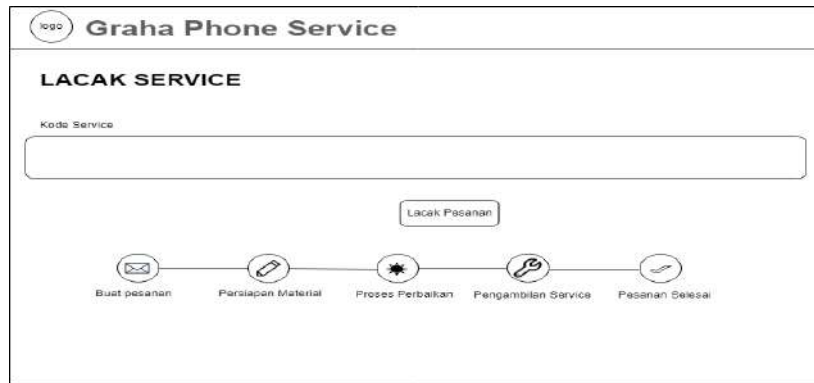 logo
Graha Phone Service
LACAK SERVICE
Kode Service
Lacak Pesanan
Buat pesanan
Persiapan Material
Proses Perbaikan
Pengambilan Service
Pesanan Selesai